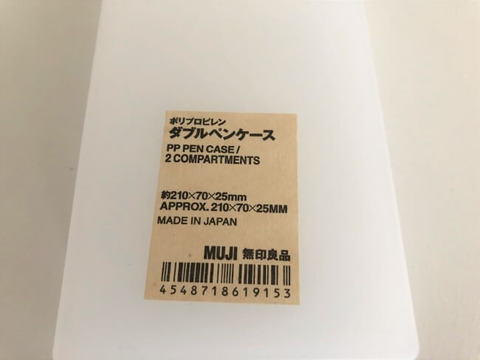 ポリプロピレン
ダブルペンケース
PP PEN CASE /
2 COMPARTMENTS
約210×70×25mm
APPROX. 210×70×25MM
MADE IN JAPAN
MUJI 無印良品
4548718619153